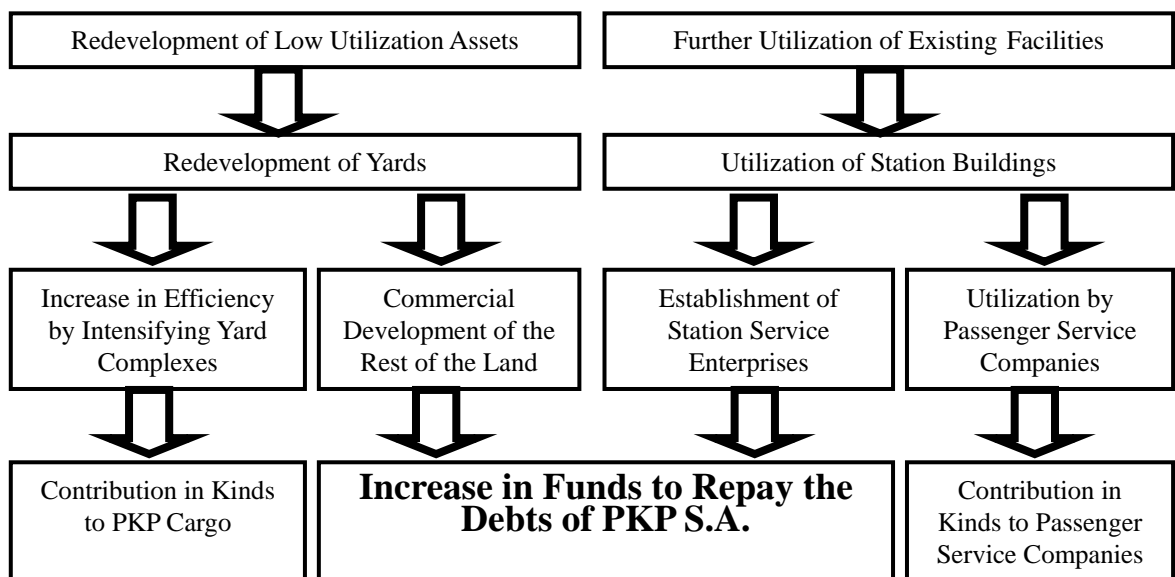 Redevelopment of Low Utilization Assets
Further Utilization of Existing Facilities
Redevelopment of Yards
Utilization of Station Buildings
Increase in Efficiency
by Intensifying Yard
Complexes
Commercial
Development of the
Rest of the Land
Establishment of
Station Service
Enterprises
Utilization by
Passenger Service
Companies
Contribution in Kinds
to PKP Cargo
Increase in Funds to Repay the
Debts of PKP S.A.
Contribution in
Kinds to Passenger
Service Companies